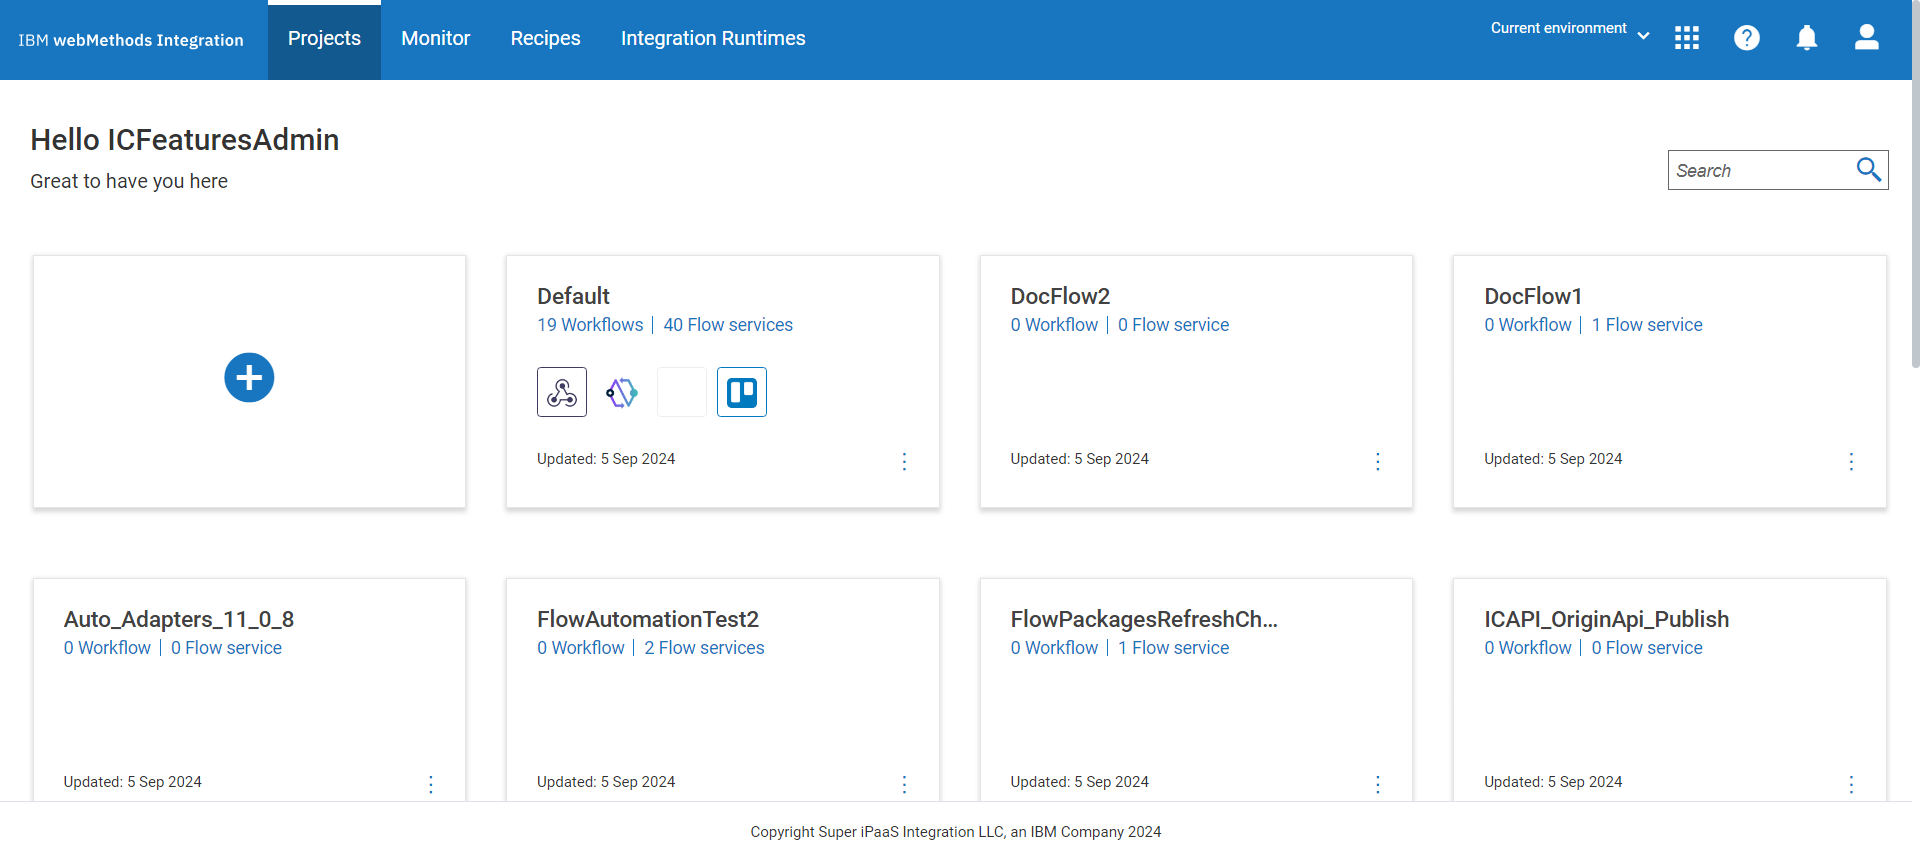 IBM webMethods Integration
Projects
Monitor
Recipes
Integration Runtimes
Current environment
Hello ICFeaturesAdmin
Great to have you here
Search
Default
19 Workflows | 40 Flow services
Updated: 5 Sep 2024
DocFlow2
0 Workflow | 0 Flow service
Updated: 5 Sep 2024
DocFlow1
0 Workflow | 1 Flow service
Updated: 5 Sep 2024
Auto_Adapters_11_0_8
0 Workflow | 0 Flow service
Updated: 5 Sep 2024
FlowAutomationTest2
0 Workflow | 2 Flow services
Updated: 5 Sep 2024
FlowPackagesRefreshCh...
0 Workflow | 1 Flow service
Updated: 5 Sep 2024
ICAPI_OriginApi_Publish
0 Workflow | 0 Flow service
Updated: 5 Sep 2024
Copyright Super iPaaS Integration LLC, an IBM Company 2024